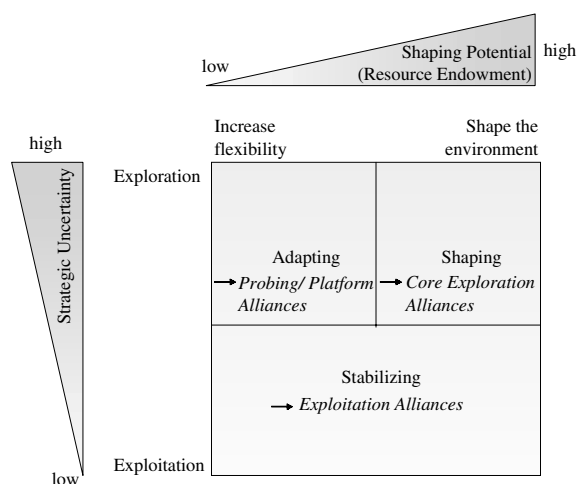 Shaping Potential
(Resource Endowment)
low
high
Increase
flexibility
Shape the
environment
high
Strategic Uncertainty
low
Exploration
Adapting
Probing/ Platform
Alliances
Shaping
Core Exploration
Alliances
Stabilizing
Exploitation Alliances
Exploitation